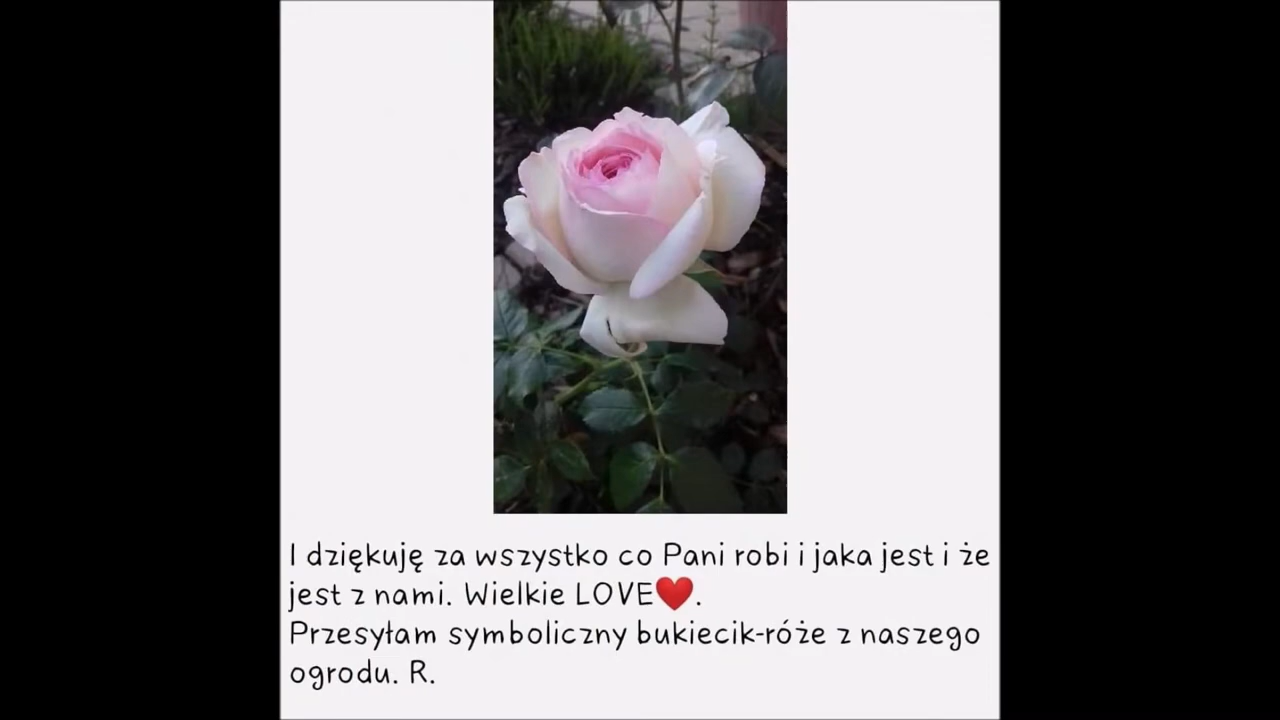 I dziękuję za wszystko co Pani robi i jaka jest i że
jest z nami. Wielkie LOVE❤️.
Przesyłam symboliczny bukiecik-róże z naszego
ogrodu. R.